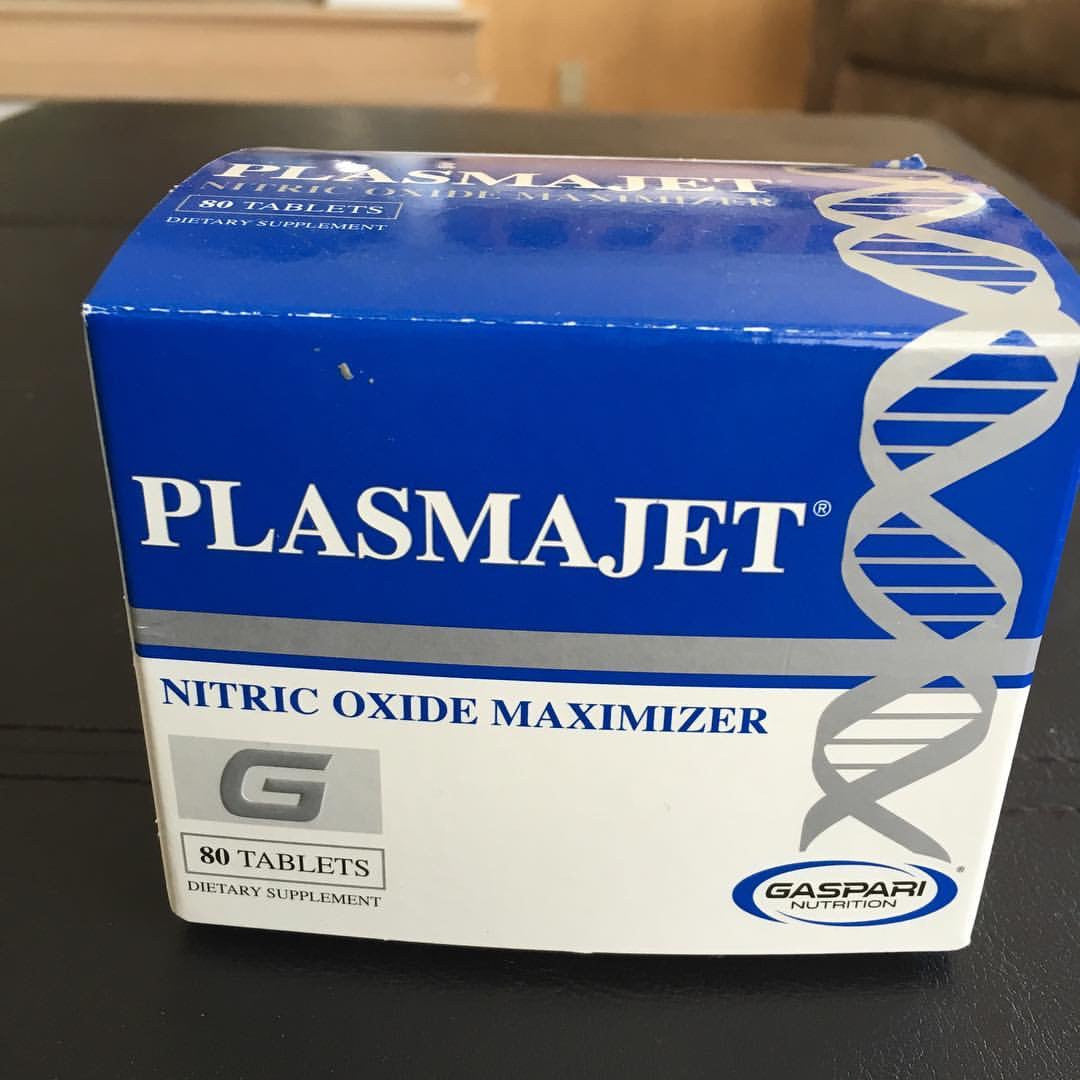 PLASMAJET
NITRIC OXIDE MAXIMIZER
80 TABLETS
DIETARY SUPPLEMENT
PLASMAJET®
NITRIC OXIDE MAXIMIZER
G
80 TABLETS
DIETARY SUPPLEMENT
GASPARI®
NUTRITION